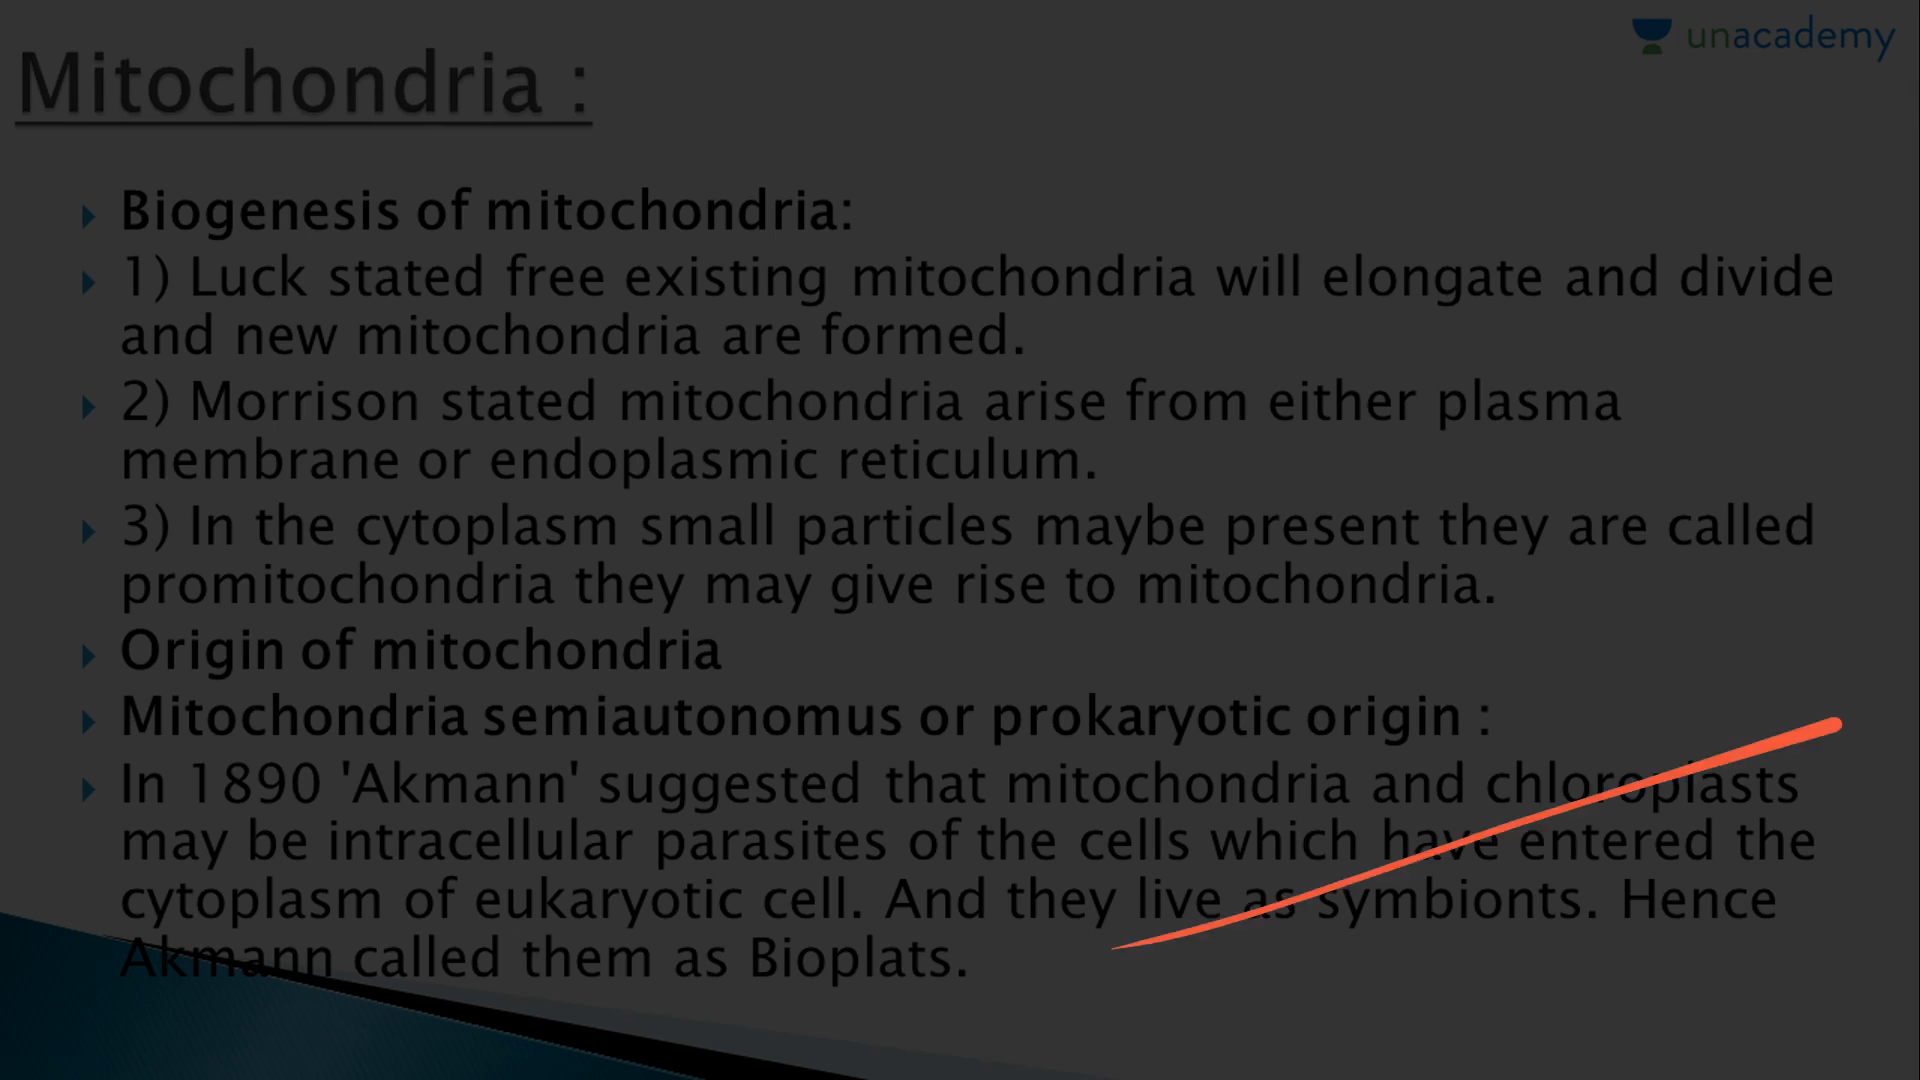 unacademy
Mitochondria :
Biogenesis of mitochondria:
1) Luck stated free existing mitochondria will elongate and divide
and new mitochondria are formed.
2) Morrison stated mitochondria arise from either plasma
membrane or endoplasmic reticulum.
3) In the cytoplasm small particles maybe present they are called
promitochondria they may give rise to mitochondria.
Origin of mitochondria
Mitochondria semiautonomus or prokaryotic origin :
In 1890 'Akmann' suggested that mitochondria and chloroplasts
may be intracellular parasites of the cells which have entered the
cytoplasm of eukaryotic cell. And they live as symbionts. Hence
Akmann called them as Bioplats.